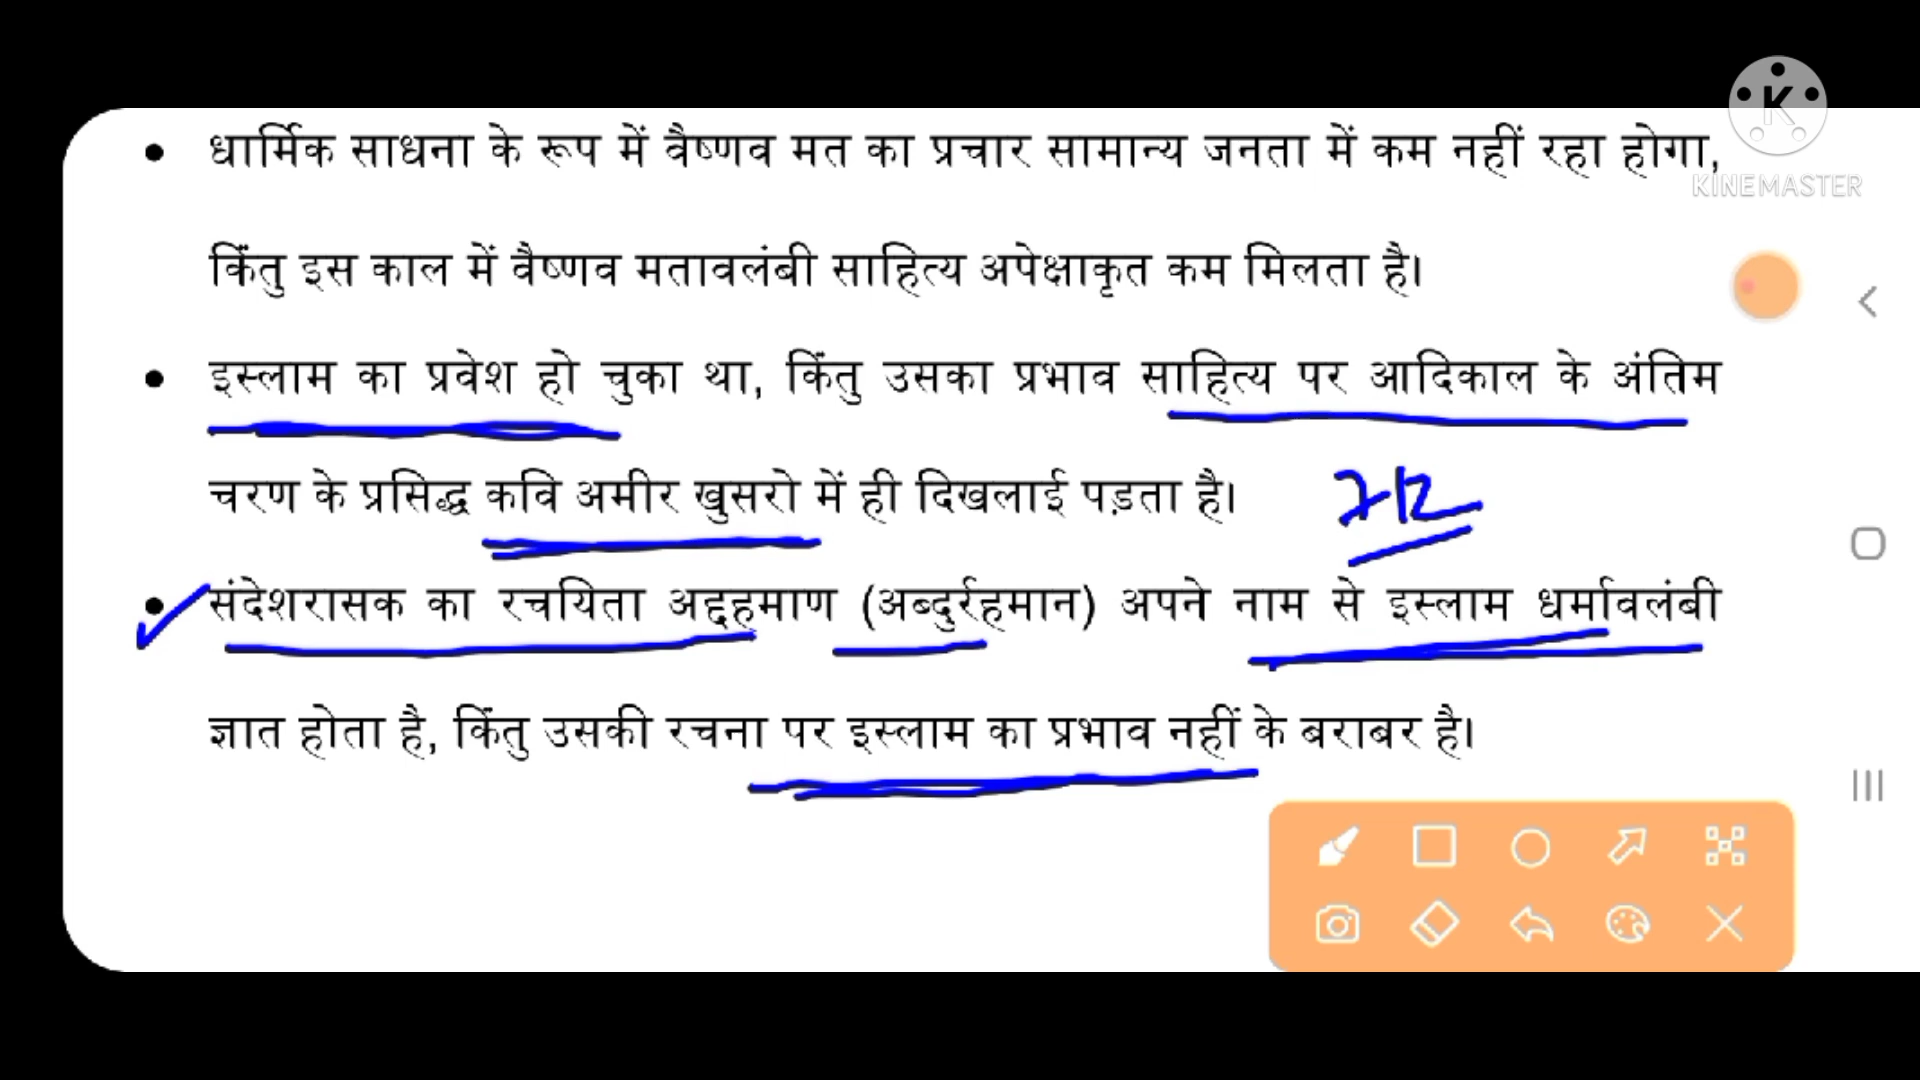 • धार्मिक साधना के रूप में वैष्णव मत का प्रचार सामान्य जनता में कम नहीं रहा होगा,
किंतु इस काल में वैष्णव मतावलंबी साहित्य अपेक्षाकृत कम मिलता है।
• इस्लाम का प्रवेश हो चुका था, किंतु उसका प्रभाव साहित्य पर आदिकाल के अंतिम
चरण के प्रसिद्ध कवि अमीर खुसरो में ही दिखलाई पड़ता है।
• संदेशरासक का रचयिता अद्दहमाण (अब्दुर्रहमान) अपने नाम से इस्लाम धर्मावलंबी
ज्ञात होता है, किंतु उसकी रचना पर इस्लाम का प्रभाव नहीं के बराबर है।
K
KINEMASTER